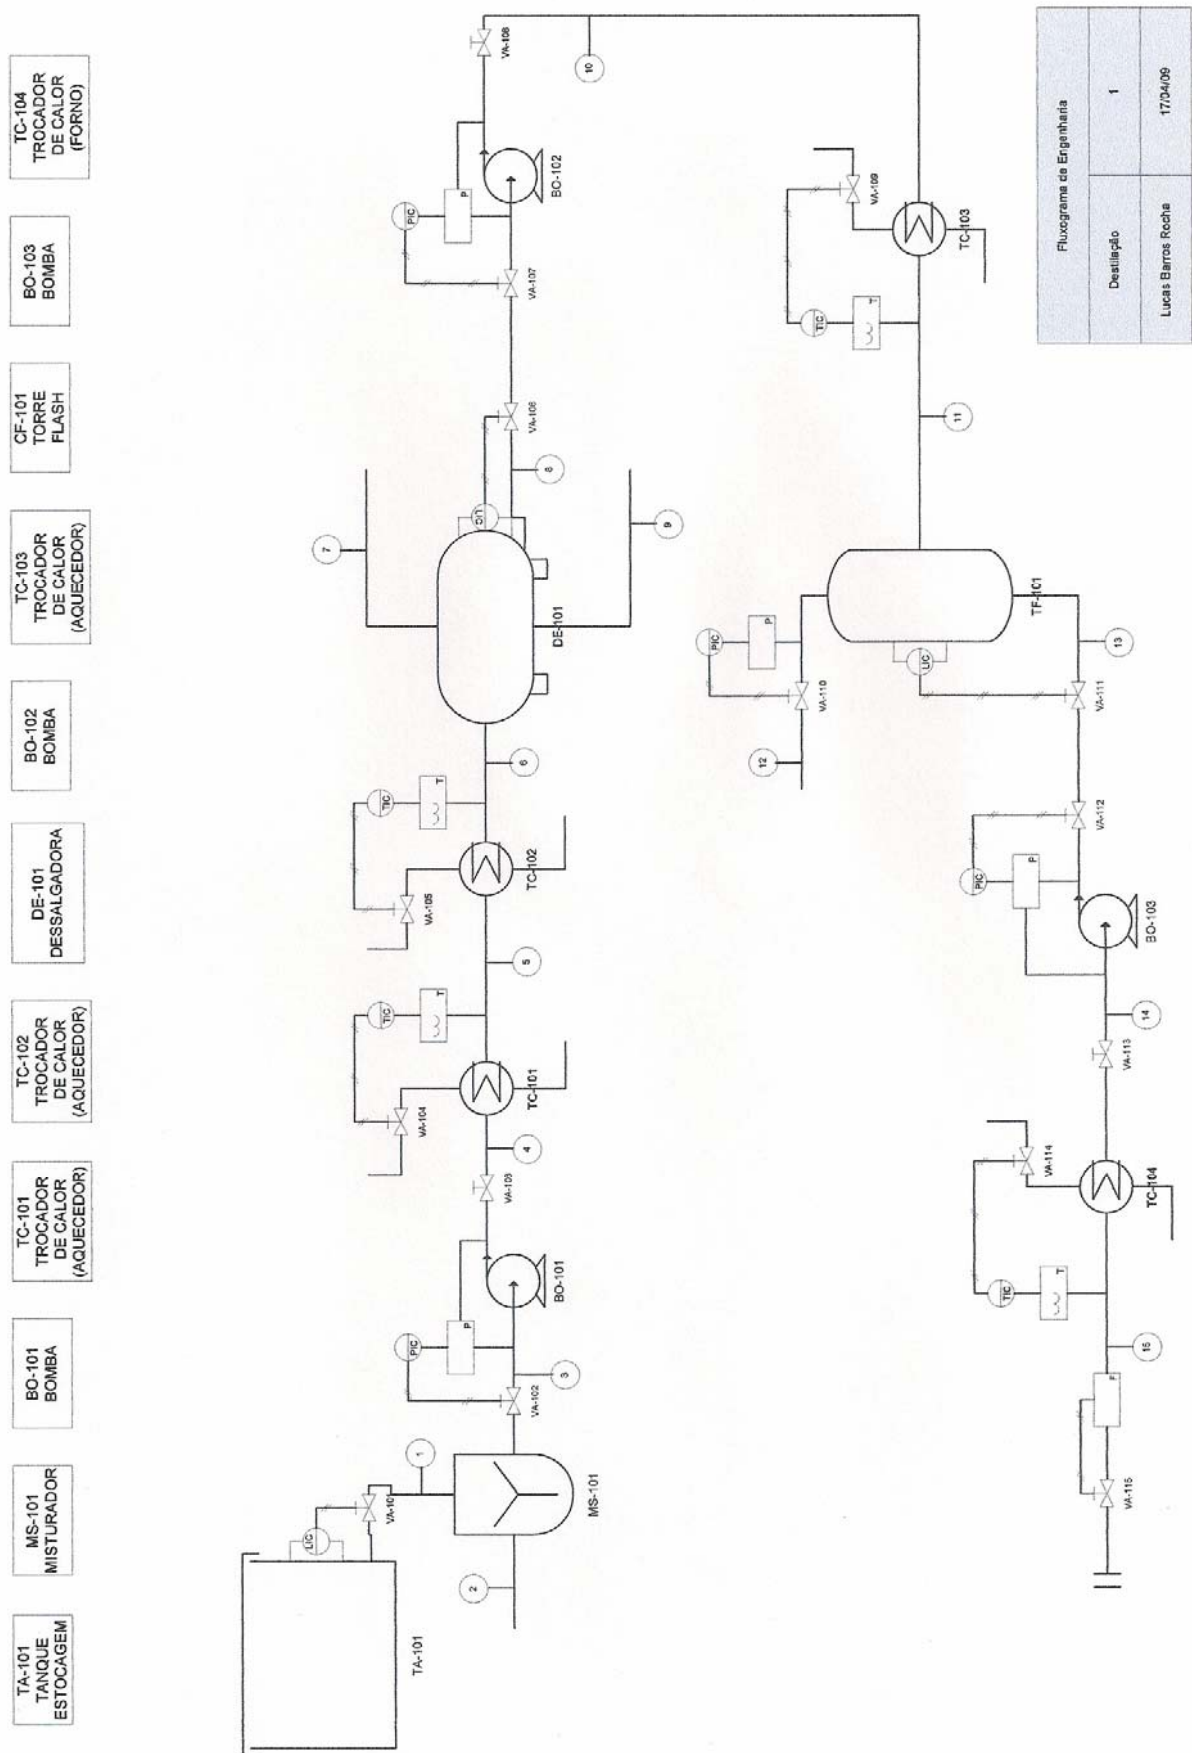 TA-101
TANQUE
ESTOCAGEM
MS-101
MISTURADOR
BO-101
BOMBA
TC-101
TROCADOR
DE CALOR
(AQUECEDOR)
TC-102
TROCADOR
DE CALOR
(AQUECEDOR)
DE-101
DESSALGADORA
BO-102
BOMBA
TC-103
TROCADOR
DE CALOR
(AQUECEDOR)
CF-101
TORRE
FLASH
BO-103
BOMBA
TC-104
TROCADOR
DE CALOR
(FORNO)
TA-101
LIC
VA-101
1
2
MS-101
VA-102
3
PIC
P
BO-101
VA-103
4
VA-104
TC-101
TIC
T
5
VA-105
TC-102
TIC
T
6
DE-101
7
LIC
9
8
VA-106
VA-107
PIC
P
BO-102
VA-108
10
VA-109
TC-103
TIC
T
11
TF-101
LIC
PIC
P
VA-110
12
13
VA-111
VA-112
PIC
P
BO-103
14
VA-113
VA-114
TC-104
TIC
T
15
F
VA-115
Fluxograma de Engenharia
Destilação
1
Lucas Barros Rocha
17/04/09